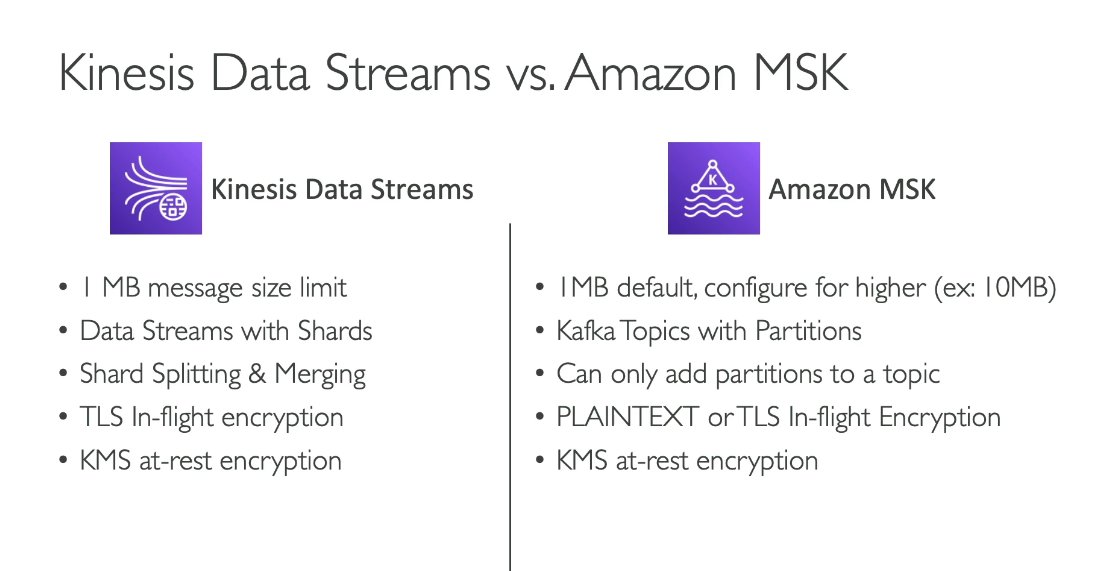 Kinesis Data Streams vs. Amazon MSK
Kinesis Data Streams
• 1 MB message size limit
• Data Streams with Shards
• Shard Splitting & Merging
• TLS In-flight encryption
• KMS at-rest encryption
K
Amazon MSK
• 1MB default, configure for higher (ex: 10MB)
• Kafka Topics with Partitions
• Can only add partitions to a topic
• PLAINTEXT or TLS In-flight Encryption
• KMS at-rest encryption